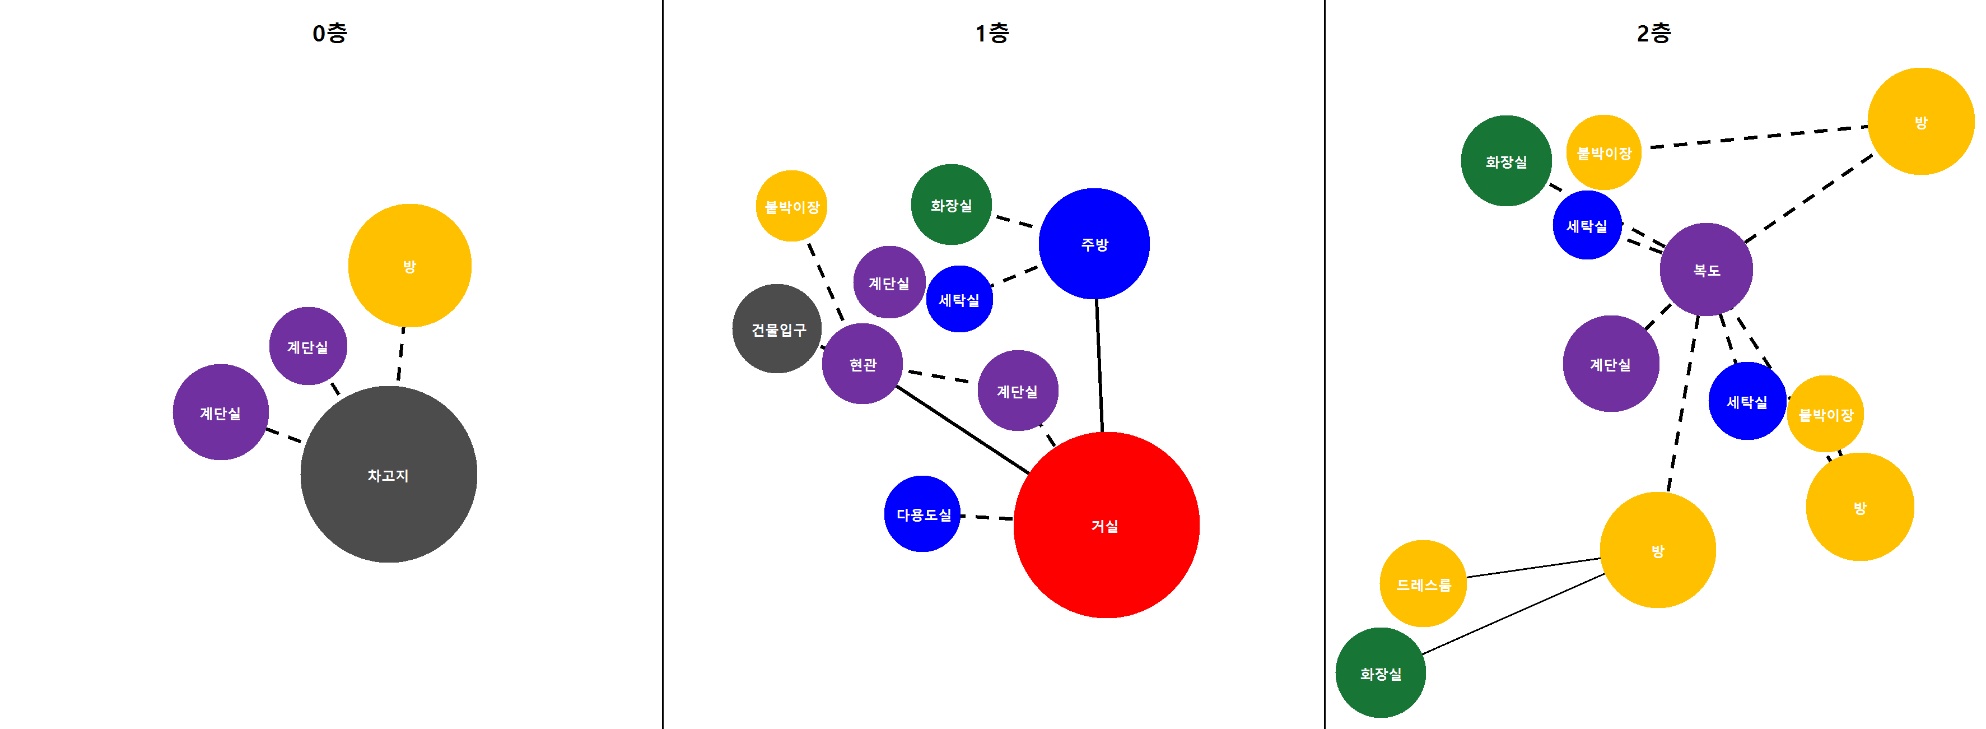 0층
방
계단실
계단실
차고지
1층
붙박이장
화장실
주방
계단실
세탁실
건물입구
현관
계단실
다용도실
거실
2층
방
화장실
붙박이장
세탁실
복도
계단실
세탁실
붙박이장
방
방
드레스룸
화장실